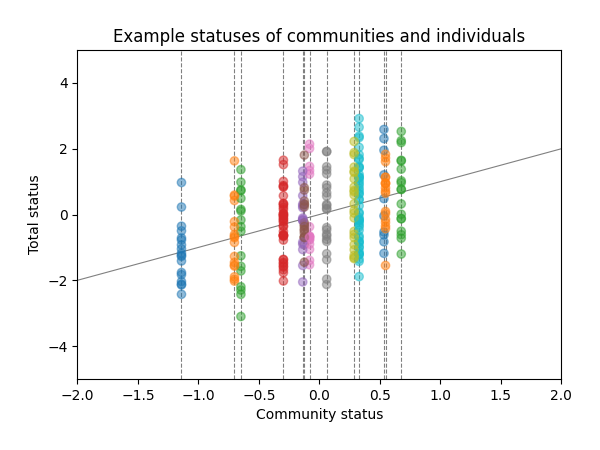 Example statuses of communities and individuals
Total status
4
2
0
−2
−4
−2.0 −1.5 −1.0 −0.5 0.0 0.5 1.0 1.5 2.0
Community status